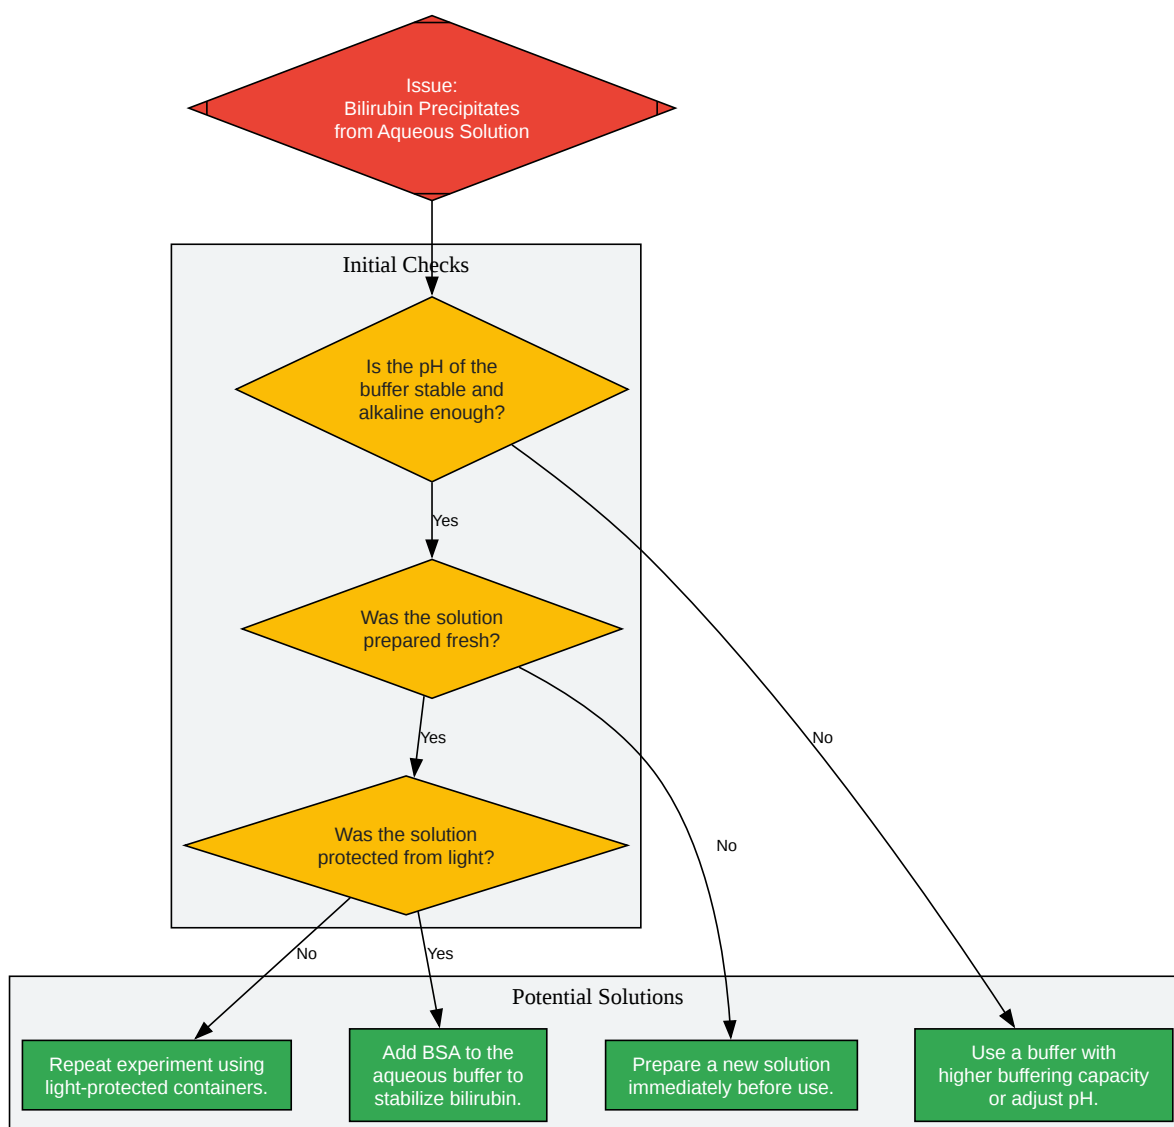 Issue:
Bilirubin Precipitates
from Aqueous Solution
Initial Checks
Is the pH of the
buffer stable and
alkaline enough?
Yes
Was the solution
prepared fresh?
Yes
No
Was the solution
protected from light?
No
No
Yes
Potential Solutions
Repeat experiment using
light-protected containers.
Add BSA to the
aqueous buffer to
stabilize bilirubin.
Prepare a new solution
immediately before use.
Use a buffer with
higher buffering capacity
or adjust pH.